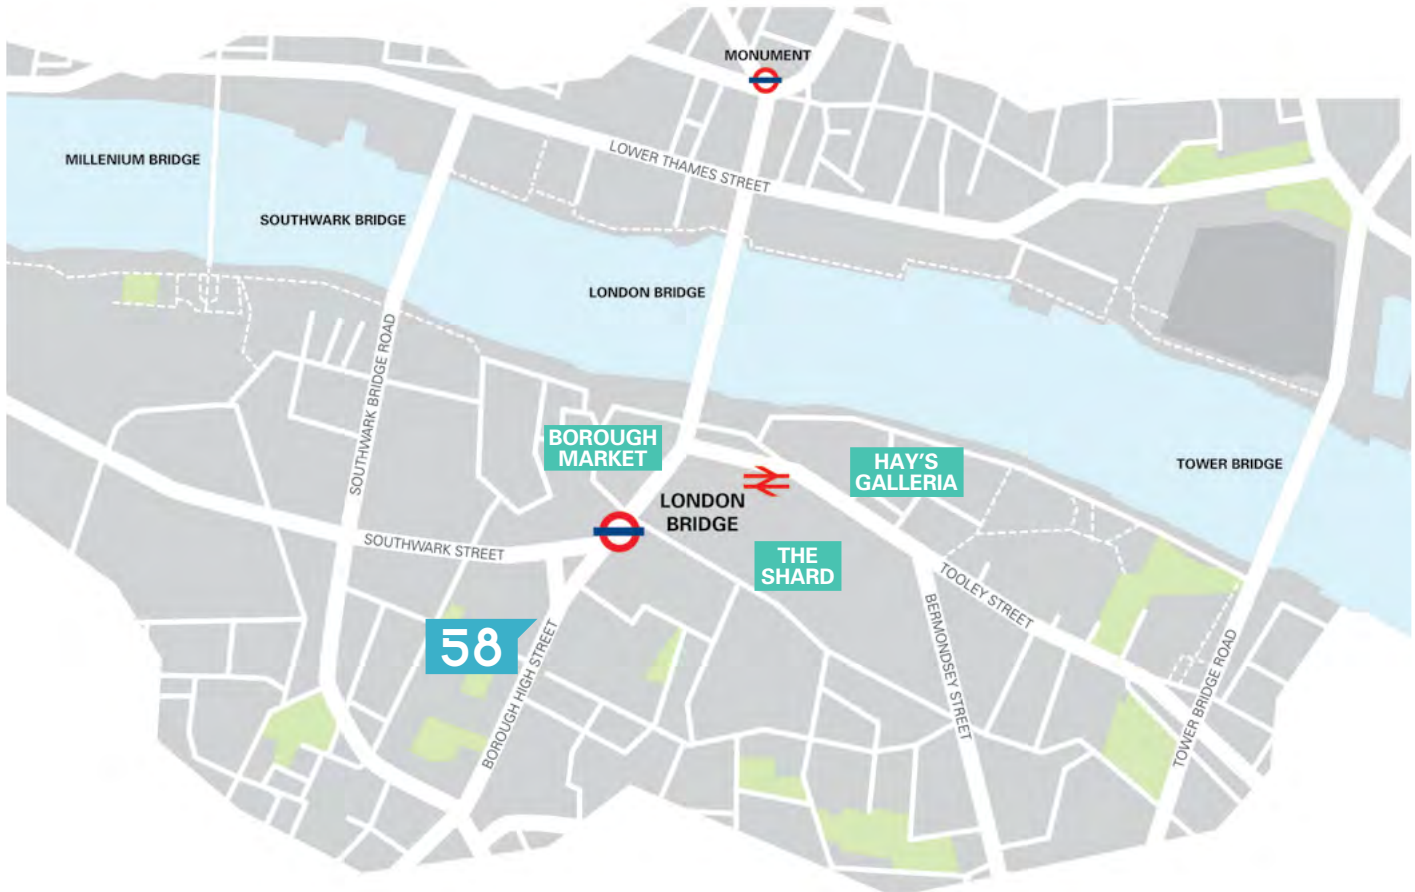 MONUMENT
LOWER THAMES STREET
MILLENIUM BRIDGE
SOUTHWARK BRIDGE
LONDON BRIDGE
SOUTHWARK BRIDGE ROAD
BOROUGH
MARKET
HAY'S
GALLERIA
TOWER BRIDGE
LONDON
BRIDGE
SOUTHWARK STREET
THE
SHARD
TOOLEY STREET
BERMONDSEY STREET
58
BOROUGH HIGH STREET
TOWER BRIDGE ROAD